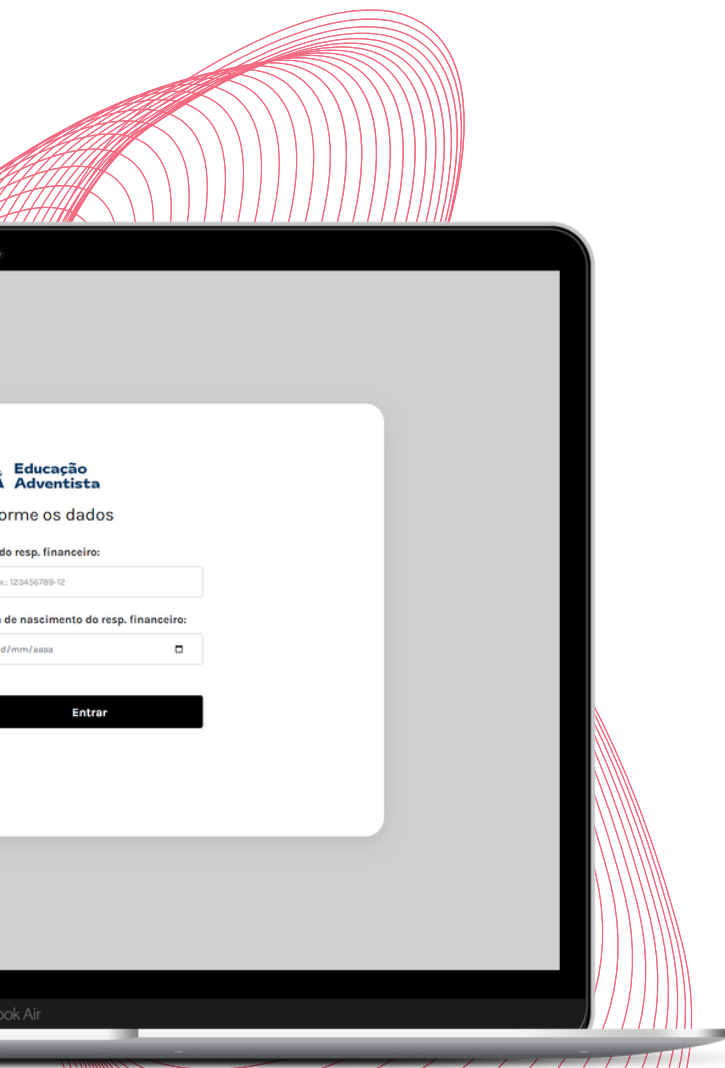 Educação
Adventista
orme os dados
do resp. financeiro:
x.: 123456789-12
de nascimento do resp. financeiro:
d/mm/aaaa
Entrar
ook Air